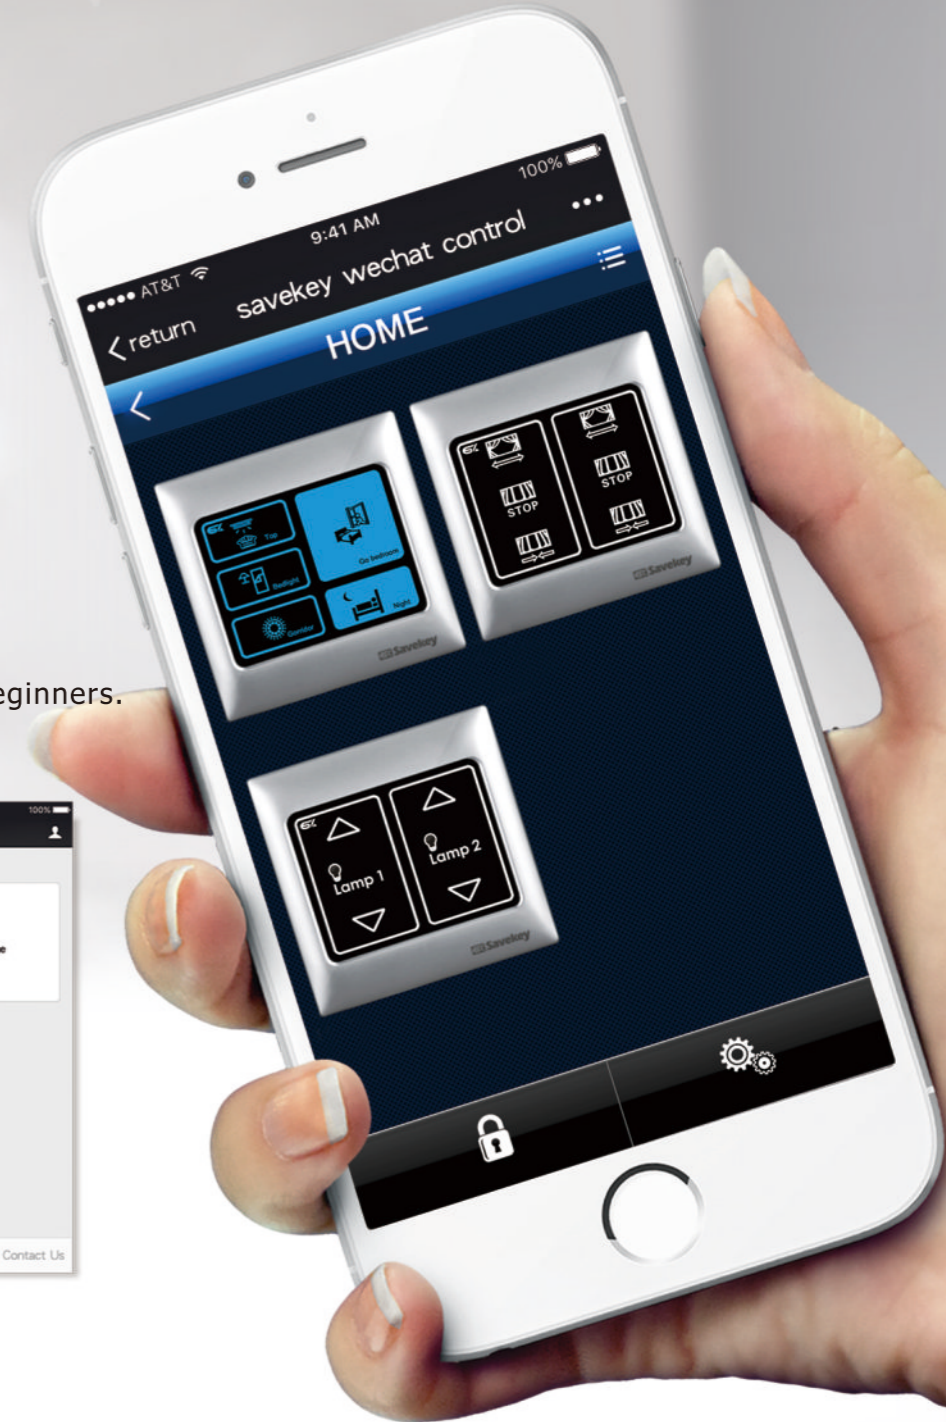 100%
9:41 AM
AT&T
savekey wechat control
return
HOME
Top
Go bedroom
Bedlight
Corridor
Night
Savekey
STOP
STOP
Savekey
eginners.
Lamp 1
Lamp 2
Savekey
100%
e
Contact Us